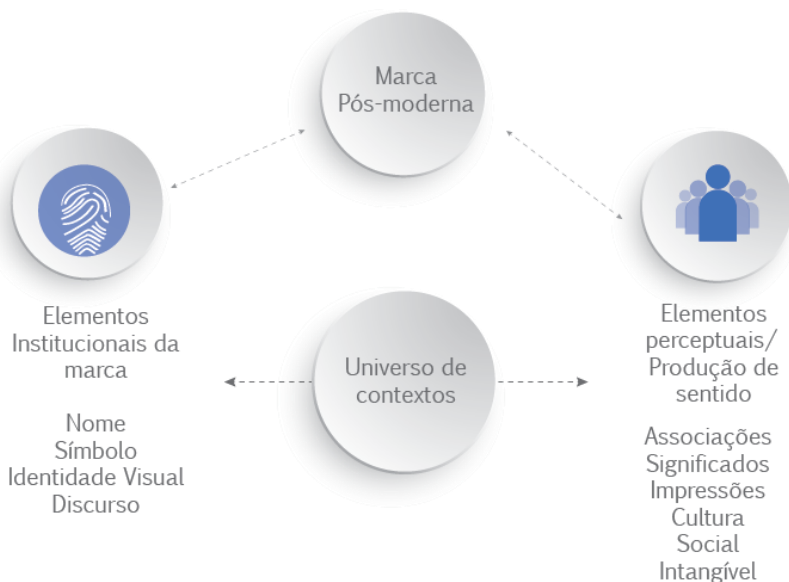 Marca
Pós-moderna
Elementos
Institucionais da
marca
Nome
Símbolo
Identidade Visual
Discurso
Universo de
contextos
Elementos
perceptuais/
Produção de
sentido
Associações
Significados
Impressões
Cultura
Social
Intangível